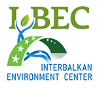 i-BEC
INTERBALKAN
ENVIRONMENT CENTER